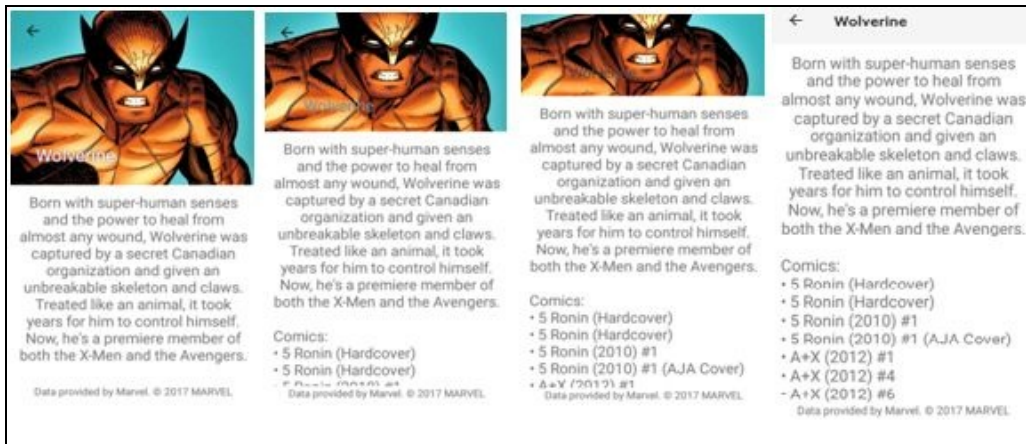 Wolverine
Born with super-human senses
and the power to heal from
almost any wound, Wolverine was
captured by a secret Canadian
organization and given an
unbreakable skeleton and claws.
Treated like an animal, it took
years for him to control himself.
Now, he's a premiere member of
both the X-Men and the Avengers.
Data provided by Marvel. © 2017 MARVEL
Wolverine
Born with super-human senses
and the power to heal from
almost any wound, Wolverine was
captured by a secret Canadian
organization and given an
unbreakable skeleton and claws.
Treated like an animal, it took
years for him to control himself.
Now, he's a premiere member of
both the X-Men and the Avengers.
Comics:
• 5 Ronin (Hardcover)
• 5 Ronin (Hardcover)
• 5 Ronin (2010) #1
Data provided by Marvel. © 2017 MARVEL
Wolverine
Born with super-human senses
and the power to heal from
almost any wound, Wolverine was
captured by a secret Canadian
organization and given an
unbreakable skeleton and claws.
Treated like an animal, it took
years for him to control himself.
Now, he's a premiere member of
both the X-Men and the Avengers.
Comics:
• 5 Ronin (Hardcover)
• 5 Ronin (Hardcover)
• 5 Ronin (2010) #1
• 5 Ronin (2010) #1 (AJA Cover)
• A+X (2012) #1
Data provided by Marvel. © 2017 MARVEL
Wolverine
Born with super-human senses
and the power to heal from
almost any wound, Wolverine was
captured by a secret Canadian
organization and given an
unbreakable skeleton and claws.
Treated like an animal, it took
years for him to control himself.
Now, he's a premiere member of
both the X-Men and the Avengers.
Comics:
• 5 Ronin (Hardcover)
• 5 Ronin (Hardcover)
• 5 Ronin (2010) #1
• 5 Ronin (2010) #1 (AJA Cover)
• A+X (2012) #1
• A+X (2012) #4
- A+X (2012) #6
Data provided by Marvel. © 2017 MARVEL